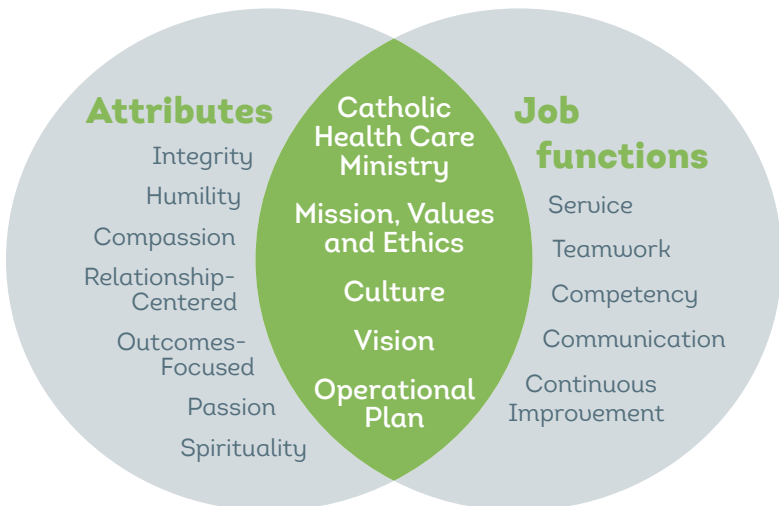 Attributes
Integrity
Humility
Compassion
Relationship-
Centered
Outcomes-
Focused
Passion
Spirituality
Catholic
Health Care
Ministry
Mission, Values
and Ethics
Culture
Vision
Operational
Plan
Job
functions
Service
Teamwork
Competency
Communication
Continuous
Improvement